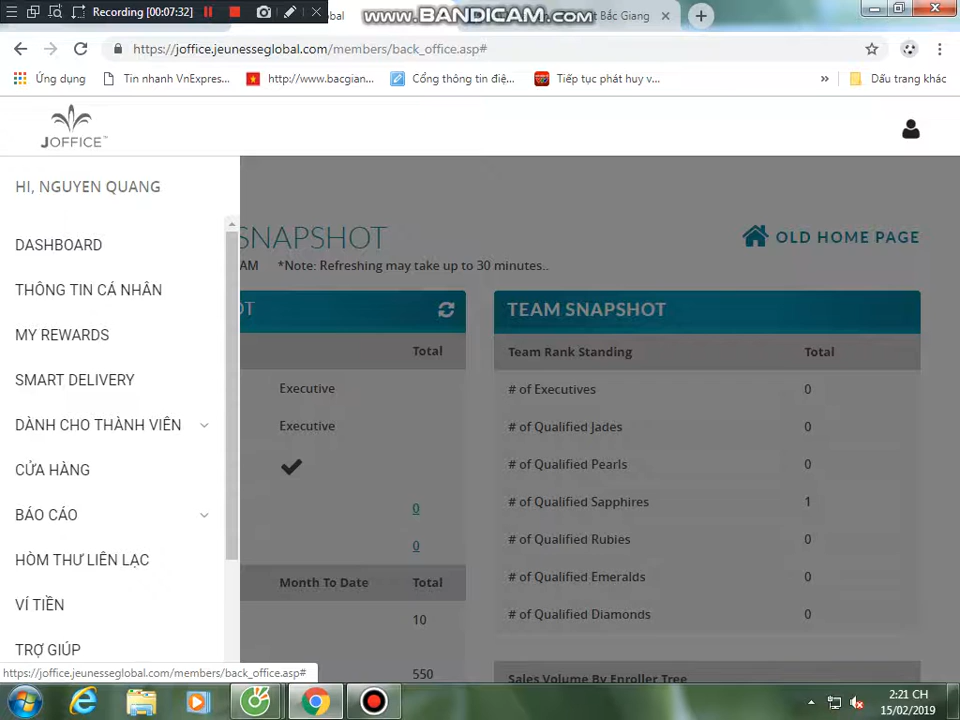 Recording [00:07:32]
bal
WWW.BANDICAM.COM
t Bắc Giang
https://joffice.jeunesseglobal.com/members/back_office.asp#
Ứng dụng
Tin nhanh VnExpres...
http://www.bacgian...
Cổng thông tin điệ...
Tiếp tục phát huy v...
»
Dấu trang khác
JOFFICE™
HI, NGUYEN QUANG
DASHBOARD
THÔNG TIN CÁ NHÂN
MY REWARDS
SMART DELIVERY
DÀNH CHO THÀNH VIÊN
CỬA HÀNG
BÁO CÁO
HÒM THƯ LIÊN LẠC
VÍ TIỀN
TRỢ GIÚP
SNAPSHOT
OLD HOME PAGE
AM *Note: Refreshing may take up to 30 minutes..
OT
Total
Executive
Executive
0
0
Month To Date Total
10
550
TEAM SNAPSHOT
Team Rank Standing Total
# of Executives 0
# of Qualified Jades 0
# of Qualified Pearls 0
# of Qualified Sapphires 1
# of Qualified Rubies 0
# of Qualified Emeralds 0
# of Qualified Diamonds 0
Sales Volume By Enroller Tree
https://joffice.jeunesseglobal.com/members/back_office.asp#
2:21 CH
15/02/2019